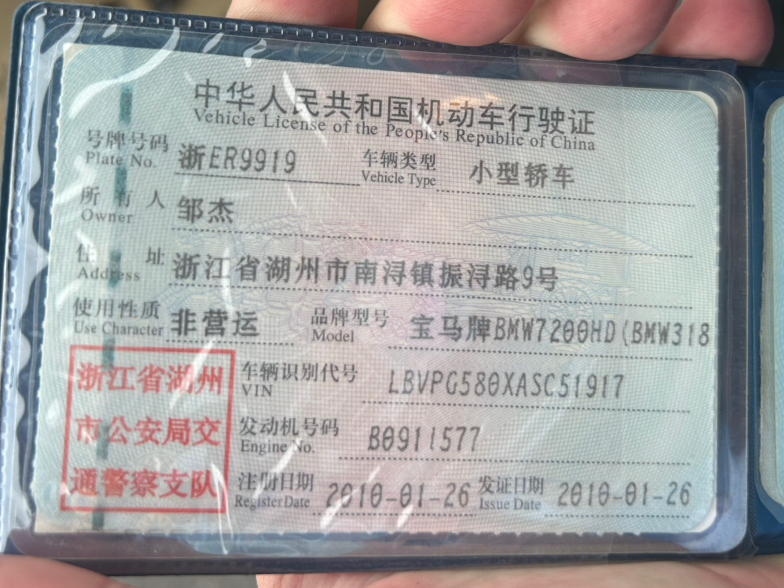 中华人民共和国机动车行驶证
Vehicle License of the People's Republic of China
号牌号码 浙ER9919 车辆类型 小型轿车
Plate No. Vehicle Type
所有人 邹杰
Owner
住址 浙江省湖州市南浔镇振浔路9号
Address
使用性质 非营运 品牌型号 宝马牌BMW7200HD(BMW318
Use Character Model
浙江省湖州
市公安局交
通警察支队
车辆识别代号 LBVPG580XASC51917
VIN
发动机号码 B0911577
Engine No.
注册日期 2010-01-26 发证日期 2010-01-26
Register Date Issue Date